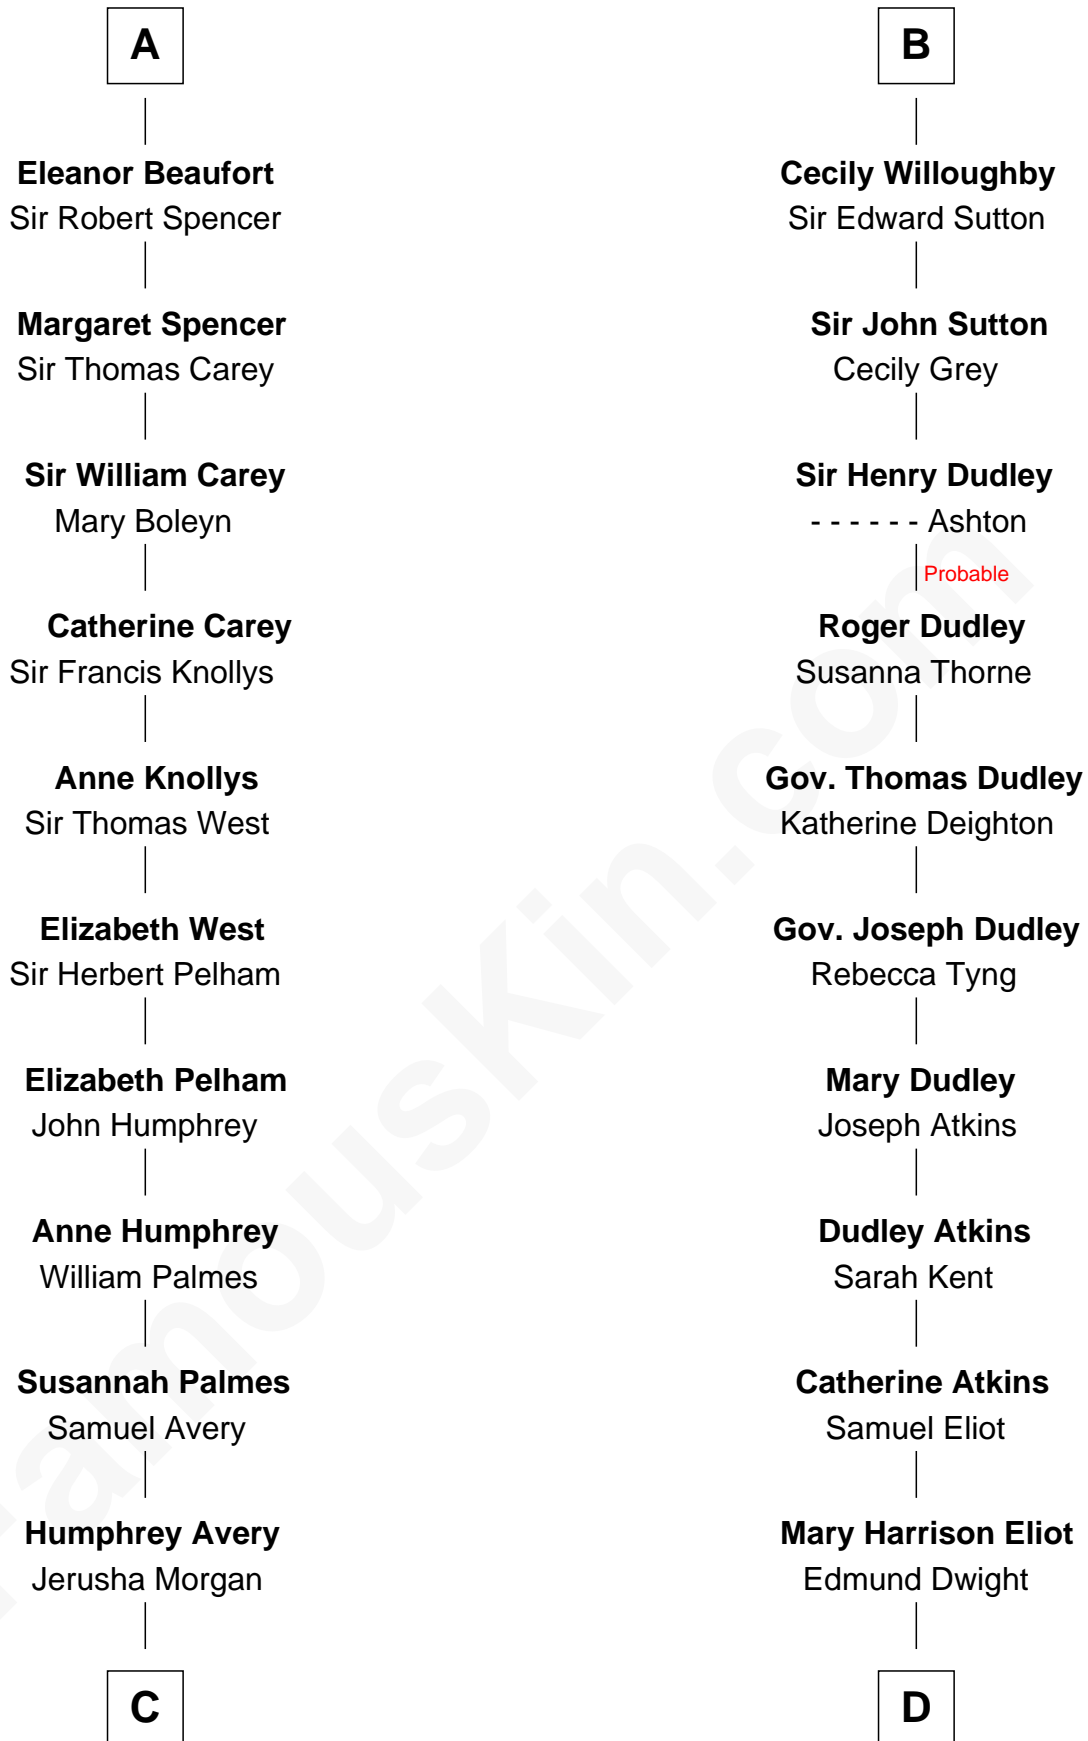 A
Eleanor Beaufort
Sir Robert Spencer
Margaret Spencer
Sir Thomas Carey
Sir William Carey
Mary Boleyn
Catherine Carey
Sir Francis Knollys
Anne Knollys
Sir Thomas West
Elizabeth West
Sir Herbert Pelham
Elizabeth Pelham
John Humphrey
Anne Humphrey
William Palmes
Susannah Palmes
Samuel Avery
Humphrey Avery
Jerusha Morgan
C
B
Cecily Willoughby
Sir Edward Sutton
Sir John Sutton
Cecily Grey
Sir Henry Dudley
- - - - - - Ashton
Probable
Roger Dudley
Susanna Thorne
Gov. Thomas Dudley
Katherine Deighton
Gov. Joseph Dudley
Rebecca Tyng
Mary Dudley
Joseph Atkins
Dudley Atkins
Sarah Kent
Catherine Atkins
Samuel Eliot
Mary Harrison Eliot
Edmund Dwight
D
FamousKin.com